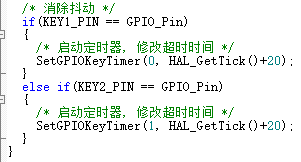 /* 消除抖动 */
if(KEY1_PIN == GPIO_Pin)
{
/* 启动定时器, 修改超时时间 */
SetGPIOKeyTimer(0, HAL_GetTick()+20);
}
else if(KEY2_PIN == GPIO_Pin)
{
/* 启动定时器, 修改超时时间 */
SetGPIOKeyTimer(1, HAL_GetTick()+20);
}
}